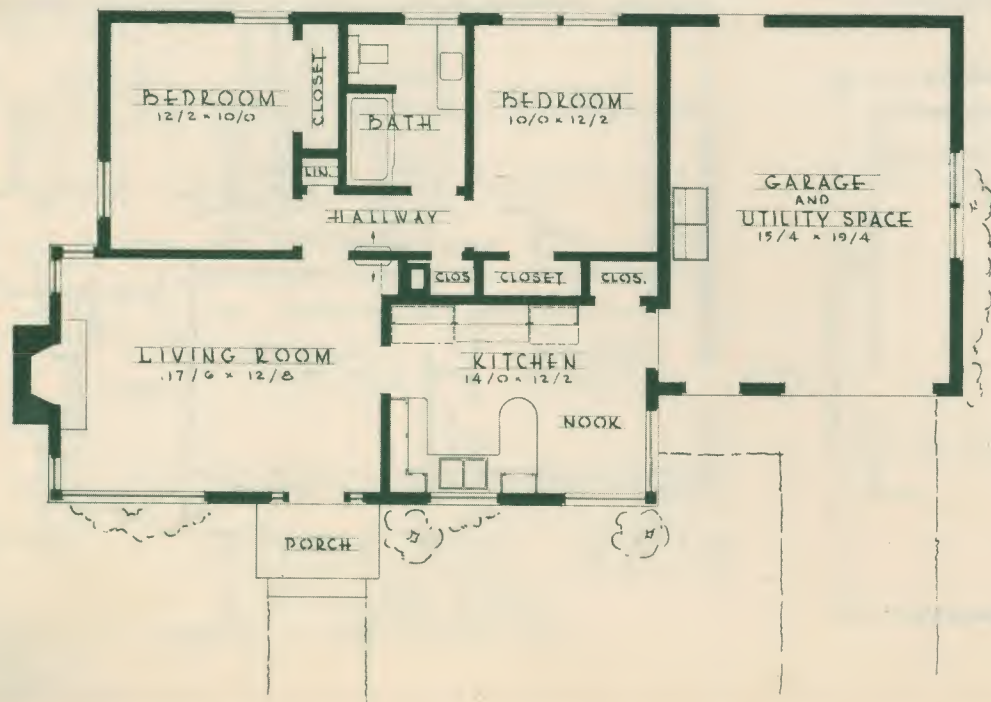 BEDROOM
12/2 x 10/0
CLOSET
BATH
BEDROOM
10/0 x 12/2
LIN.
HALLWAY
GARAGE
AND
UTILITY SPACE
15/4 x 19/4
CLOS
CLOSET
CLOS.
LIVING ROOM
17/6 x 12/8
KITCHEN
14/0 x 12/2
NOOK
PORCH